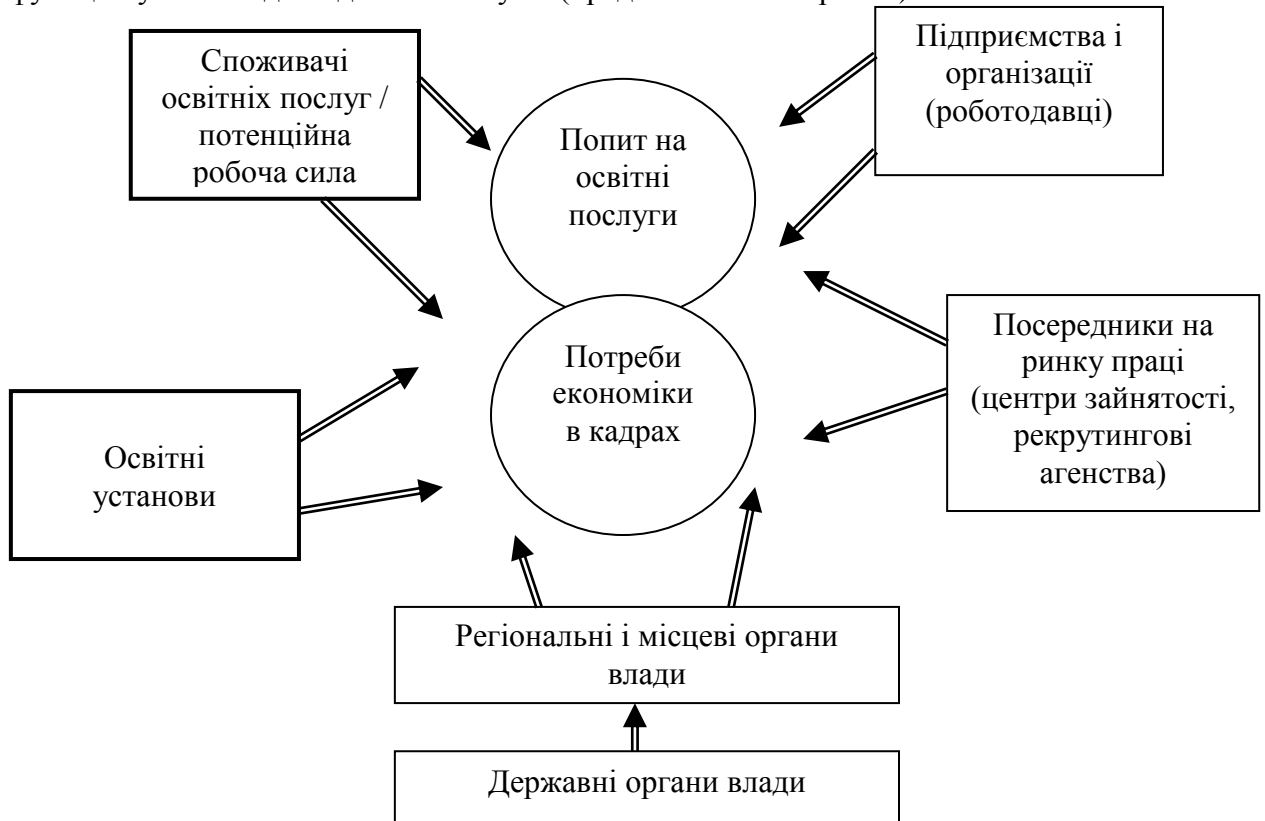 Споживачі
освітніх послуг /
потенційна
робоча сила
Попит на
освітні
послуги
Підприємства і
організації
(роботодавці)
Потреби
економіки
в кадрах
Посередники на
ринку праці
(центри зайнятості,
рекрутингові
агенства)
Освітні
установи
Регіональні і місцеві органи
влади
Державні органи влади